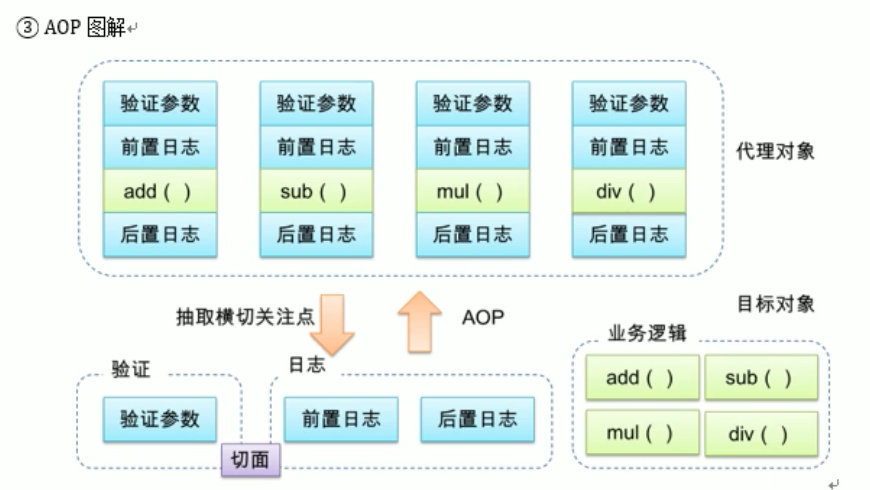 ③ AOP 图解
验证参数 验证参数 验证参数 验证参数
前置日志 前置日志 前置日志 前置日志
add ( ) sub ( ) mul ( ) div ( )
后置日志 后置日志 后置日志 后置日志
代理对象
抽取横切关注点 AOP
目标对象
业务逻辑
验证 日志
add ( ) sub ( )
验证参数 前置日志 后置日志
mul ( ) div ( )
切面